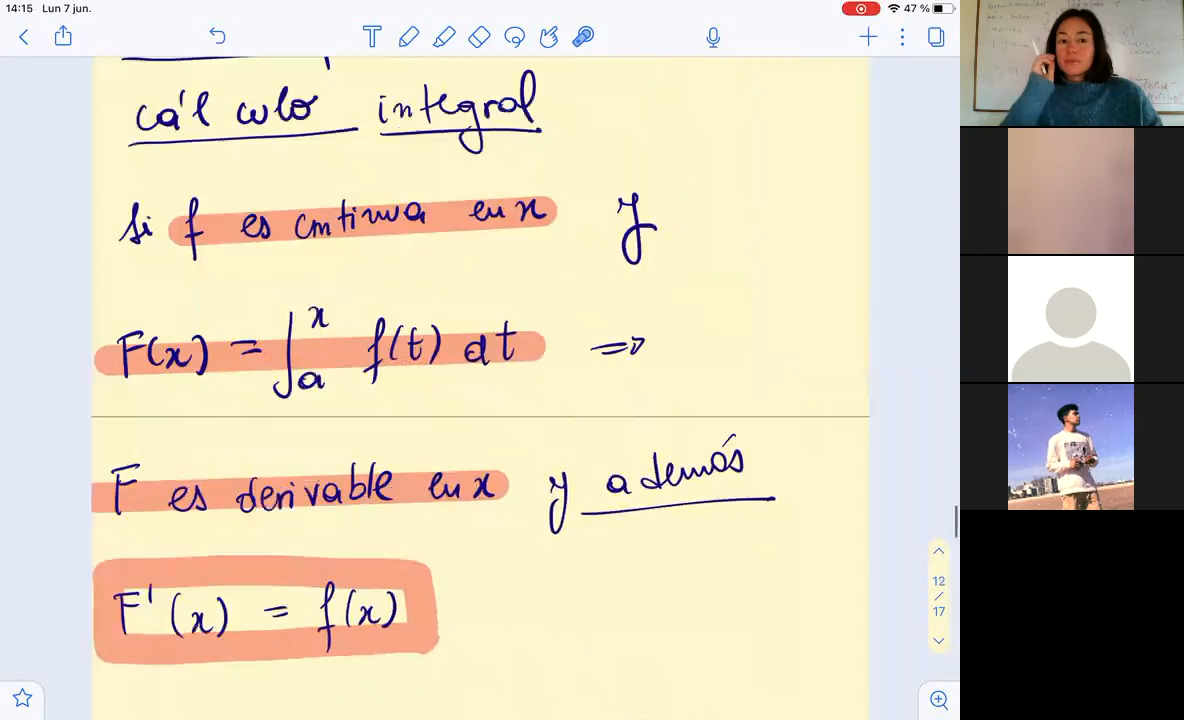 14:15 Lun 7 jun.
47 %
cálculo integral
Si f es continua en x y
F(x) = ∫ₐˣ f(t) dt ⇒
F es derivable en x y además
F'(x) = f(x)
12
/
17